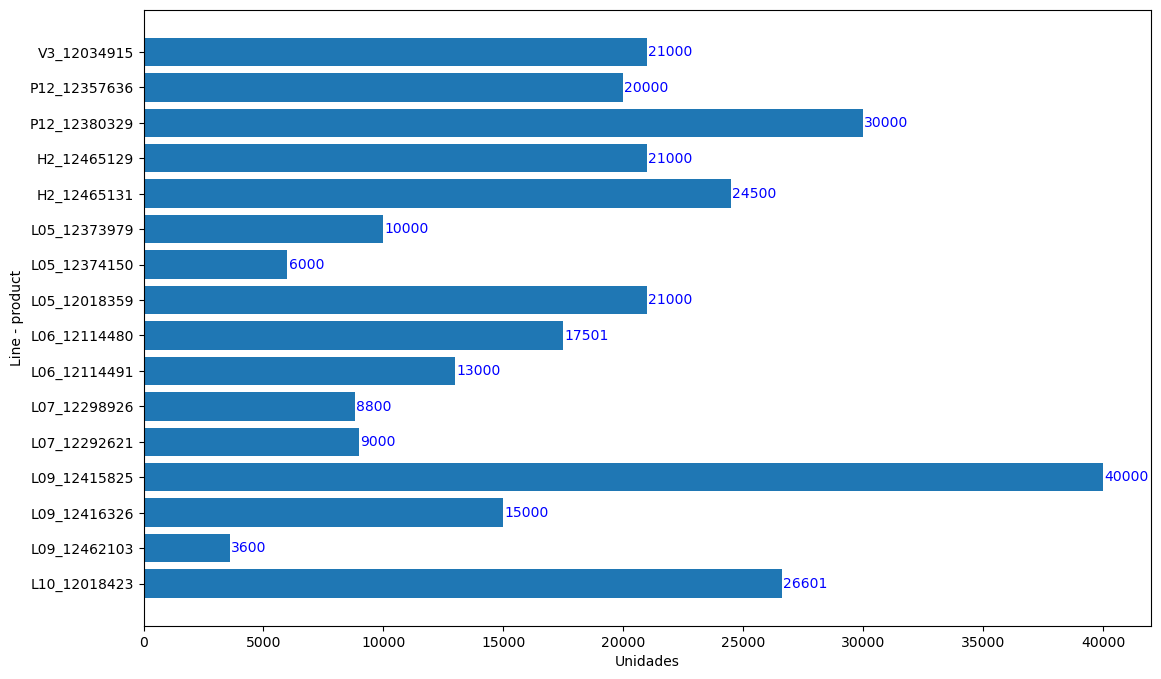 V3_12034915 21000
P12_12357636 20000
P12_12380329 30000
H2_12465129 21000
H2_12465131 24500
L05_12373979 10000
L05_12374150 6000
L05_12018359 21000
L06_12114480 17501
L06_12114491 13000
L07_12298926 8800
L07_12292621 9000
L09_12415825 40000
L09_12416326 15000
L09_12462103 3600
L10_12018423 26601
Line - product
0 5000 10000 15000 20000 25000 30000 35000 40000
Unidades